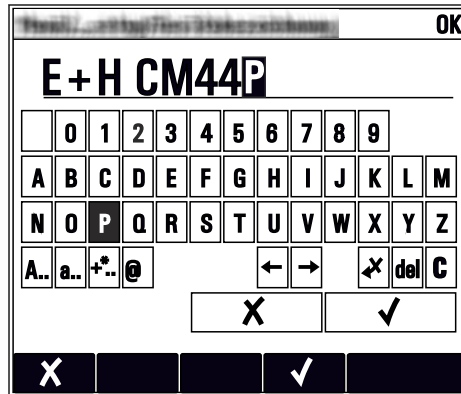 OK
E+H CM44P
0 1 2 3 4 5 6 7 8 9
A B C D E F G H I J K L M
N O P Q R S T U V W X Y Z
A.. a.. +*.. @ ← → del C